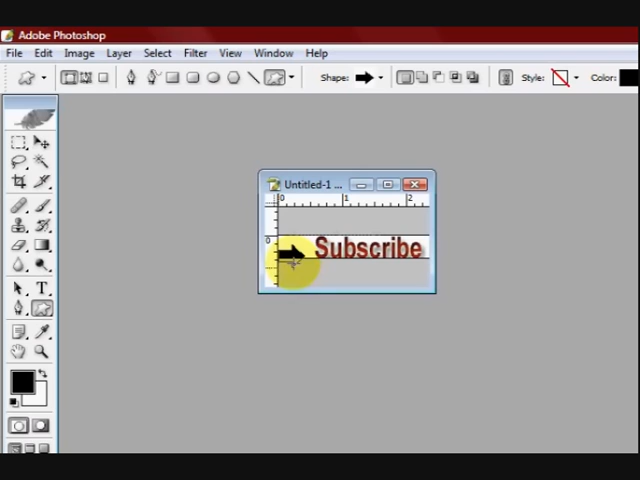 Adobe Photoshop
File Edit Image Layer Select Filter View Window Help
Shape: Style: Color:
Untitled-1 ...
0 1 2
0
Subscribe
T